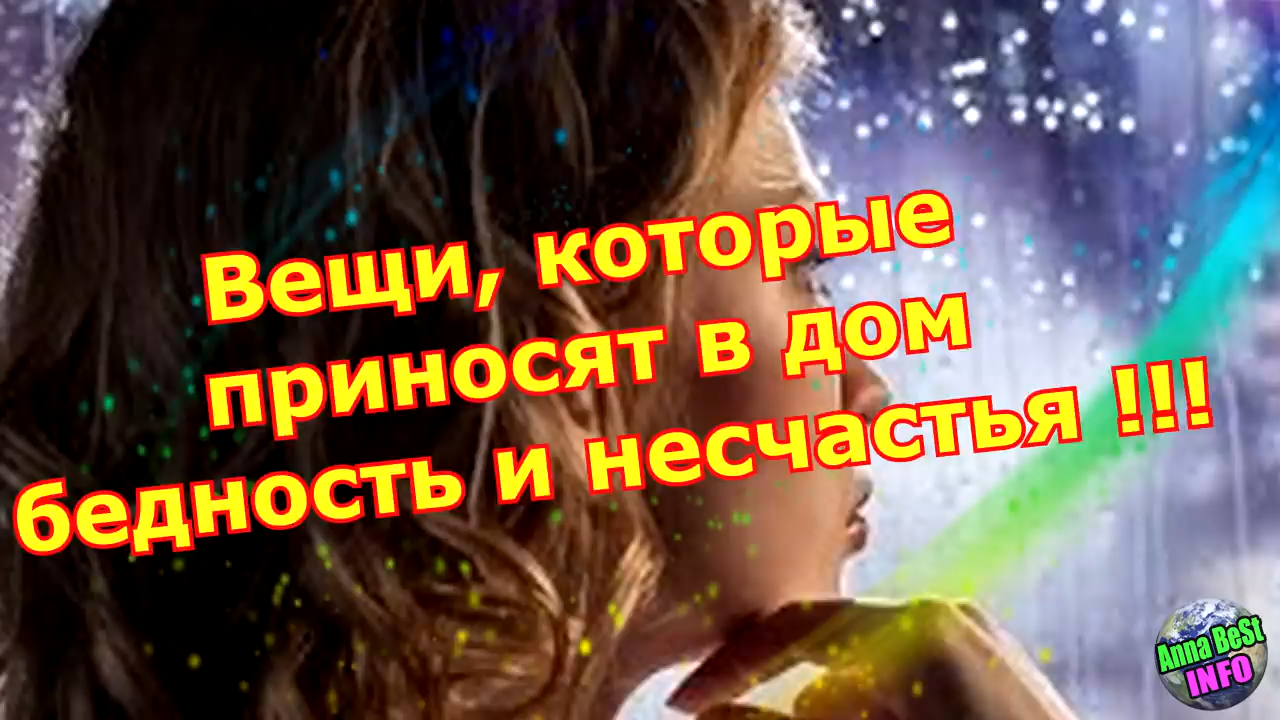 Вещи, которые
приносят в дом
бедность и несчастья !!!
Anna BeSt
INFO